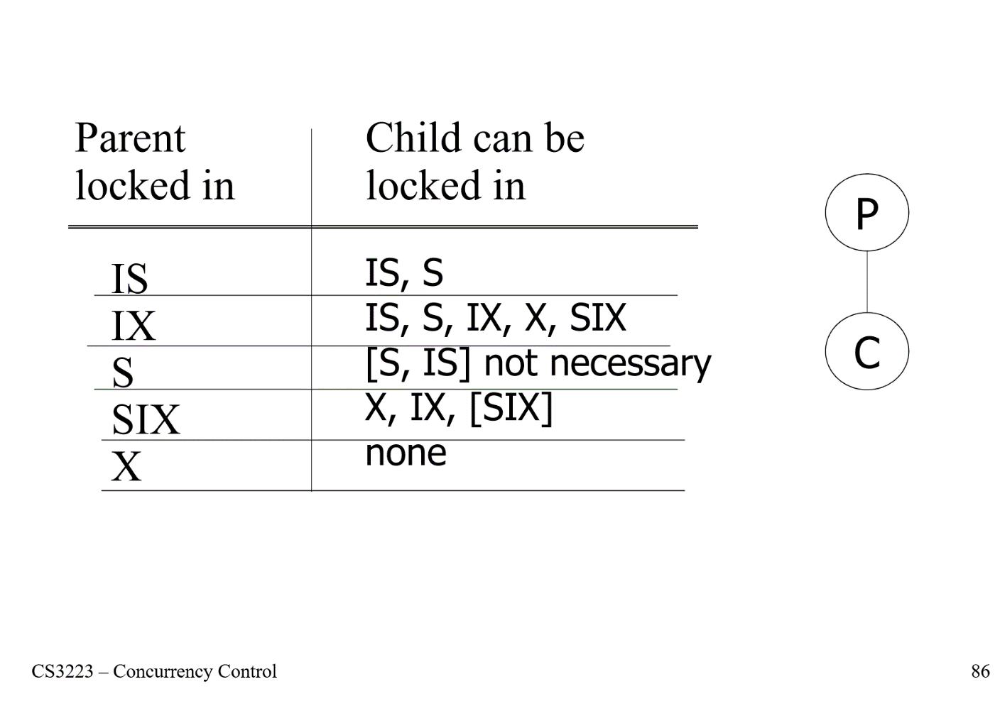 Parent
locked in
Child can be
locked in
IS
IS, S
IX
IS, S, IX, X, SIX
S
[S, IS] not necessary
SIX
X, IX, [SIX]
X
none
P
C
CS3223 – Concurrency Control
86